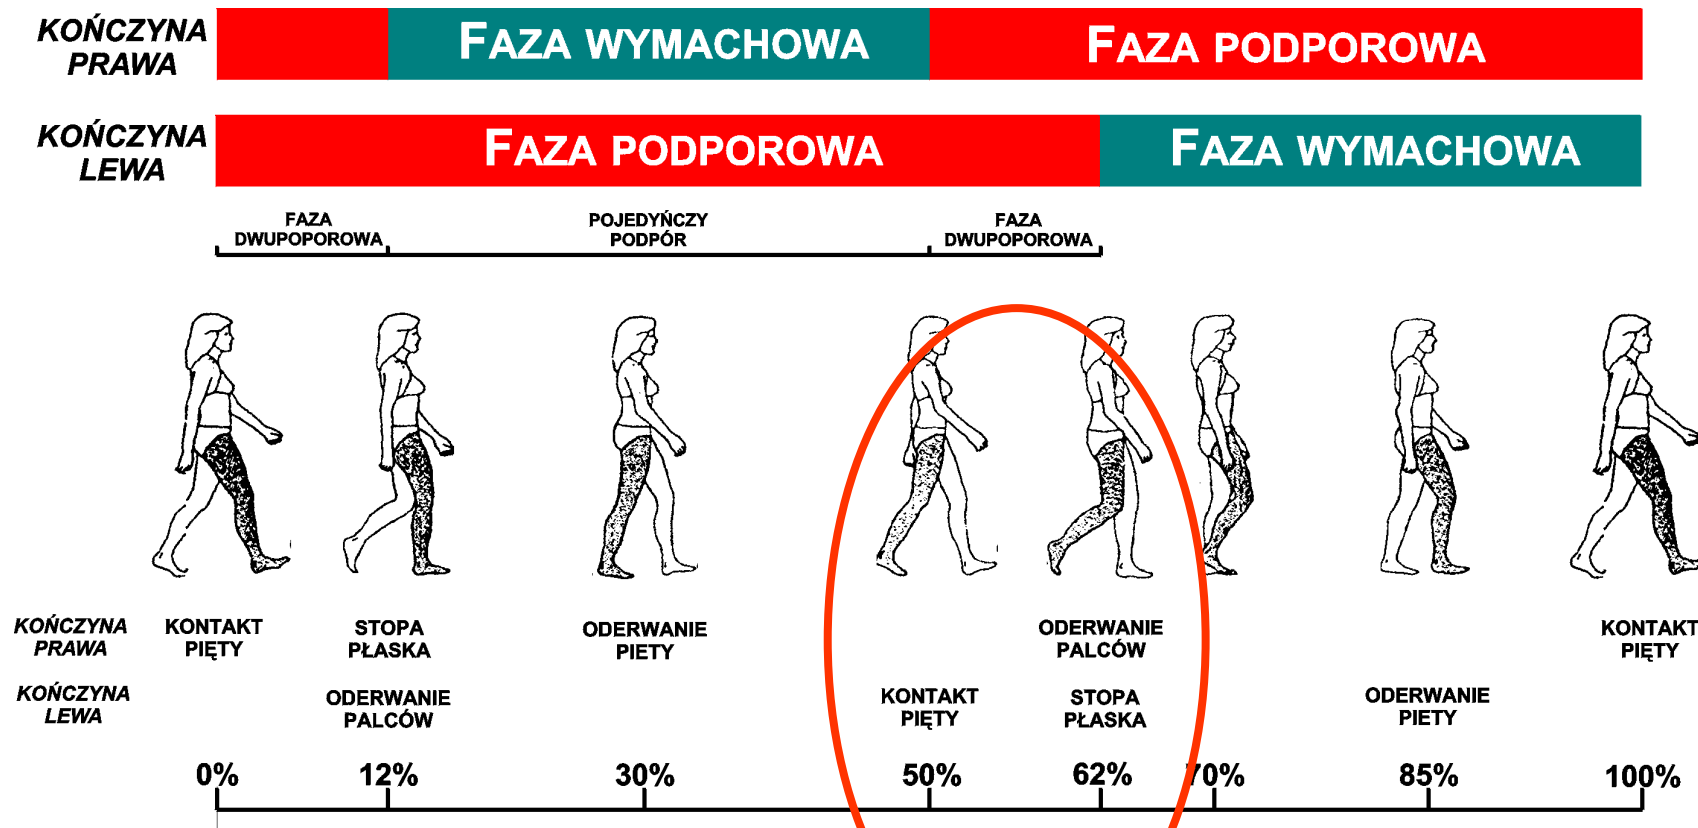 KOŃCZYNA
PRAWA
FAZA WYMACHOWA
FAZA PODPOROWA
KOŃCZYNA
LEWA
FAZA PODPOROWA
FAZA WYMACHOWA
FAZA
DWUPOPOROWA
POJEDYŃCZY
PODPÓR
FAZA
DWUPOPOROWA
KOŃCZYNA
PRAWA
KONTAKT
PIĘTY
STOPA
PŁASKA
ODERWANIE
PIETY
ODERWANIE
PALCÓW
KONTAKT
PIĘTY
KOŃCZYNA
LEWA
ODERWANIE
PALCÓW
KONTAKT
PIĘTY
STOPA
PŁASKA
ODERWANIE
PIETY
0% 12% 30% 50% 62% 70% 85% 100%